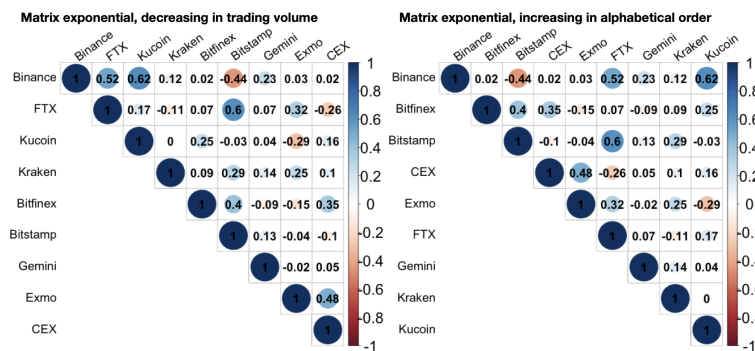 Matrix exponential, decreasing in trading volume
Binance FTX Kucoin Kraken Bitfinex Bitstamp Gemini Exmo CEX
Binance 1 0.52 0.62 0.12 0.02 -0.44 0.23 0.03 0.02
FTX 1 0.17 -0.11 0.07 0.6 0.07 0.32 -0.26
Kucoin 1 0 0.25 -0.03 0.04 -0.29 0.16
Kraken 1 0.09 0.29 0.14 0.25 0.1
Bitfinex 1 0.4 -0.09 -0.15 0.35
Bitstamp 1 0.13 -0.04 -0.1
Gemini 1 -0.02 0.05
Exmo 1 0.48
CEX 1
1
0.8
0.6
0.4
0.2
0
-0.2
-0.4
-0.6
-0.8
-1
Matrix exponential, increasing in alphabetical order
Binance Bitfinex Bitstamp CEX Exmo FTX Gemini Kraken Kucoin
Binance 1 0.02 -0.44 0.02 0.03 0.52 0.23 0.12 0.62
Bitfinex 1 0.4 0.35 -0.15 0.07 -0.09 0.09 0.25
Bitstamp 1 -0.1 -0.04 0.6 0.13 0.29 -0.03
CEX 1 0.48 -0.26 0.05 0.1 0.16
Exmo 1 0.32 -0.02 0.25 -0.29
FTX 1 0.07 -0.11 0.17
Gemini 1 0.14 0.04
Kraken 1 0
Kucoin 1
1
0.8
0.6
0.4
0.2
0
-0.2
-0.4
-0.6
-0.8
-1